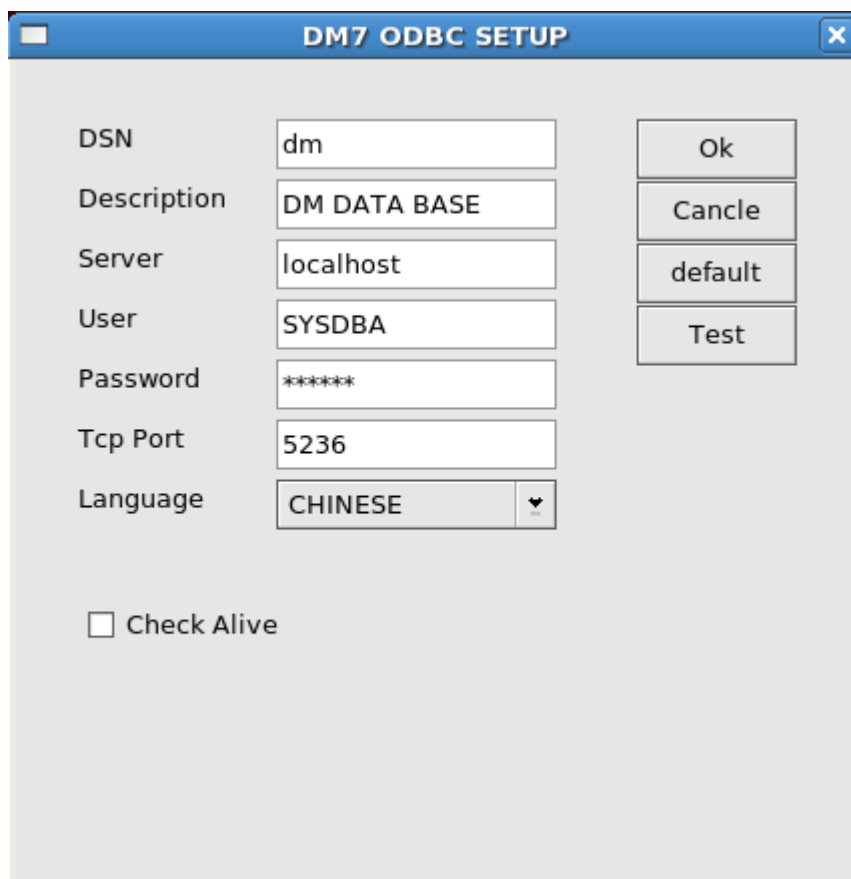 DM7 ODBC SETUP
DSN dm Ok
Description DM DATA BASE Cancle
Server localhost default
User SYSDBA Test
Password ******
Tcp Port 5236
Language CHINESE
Check Alive